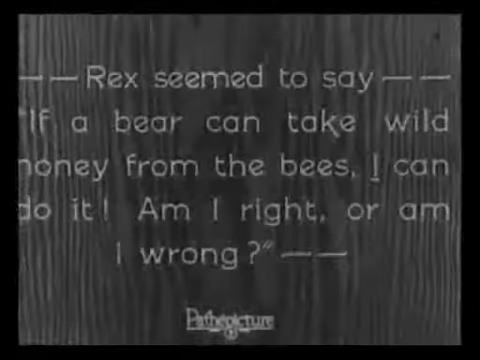 — — Rex seemed to say — —
"If a bear can take wild
honey from the bees, I can
do it! Am I right, or am
I wrong?" — —
Pathépicture